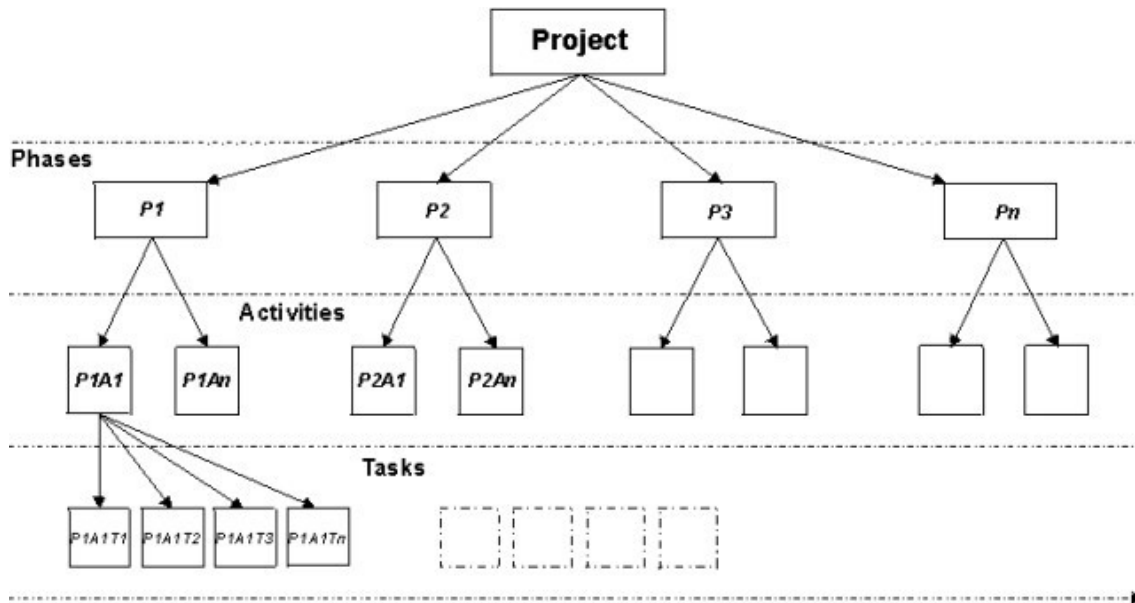 Project
Phases
P1
P2
P3
Pn
Activities
P1A1
P1An
P2A1
P2An
Tasks
P1A1T1
P1A1T2
P1A1T3
P1A1Tn